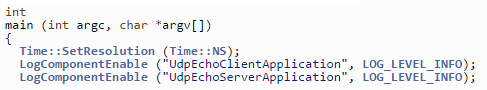 int
main (int argc, char *argv[])
{
  Time::SetResolution (Time::NS);
  LogComponentEnable ("UdpEchoClientApplication", LOG_LEVEL_INFO);
  LogComponentEnable ("UdpEchoServerApplication", LOG_LEVEL_INFO);